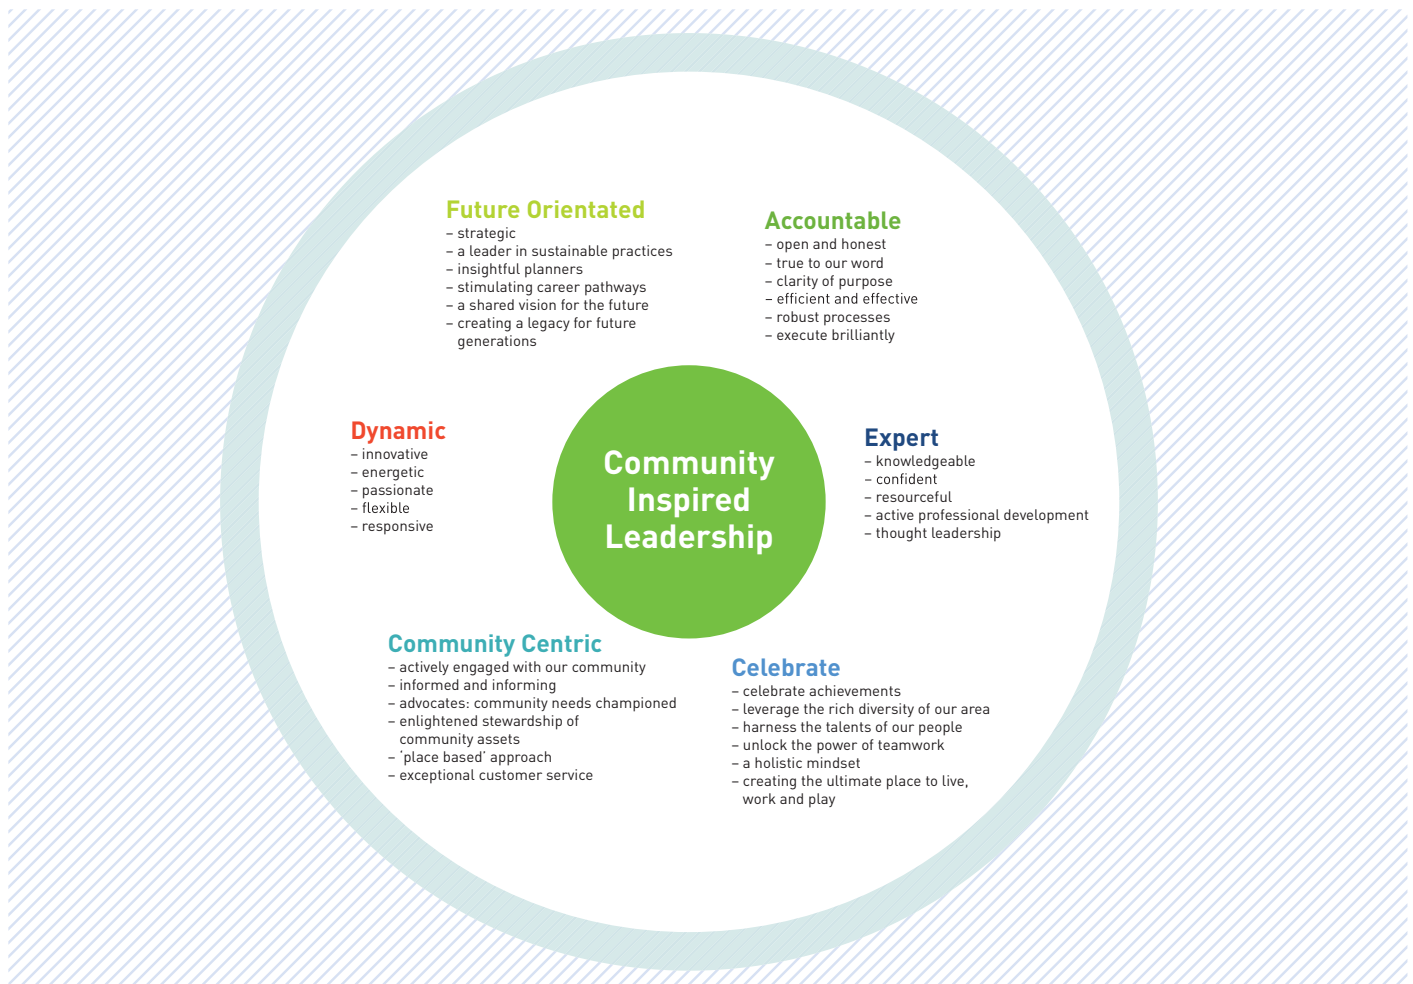 Future Orientated
– strategic
– a leader in sustainable practices
– insightful planners
– stimulating career pathways
– a shared vision for the future
– creating a legacy for future
generations
Accountable
– open and honest
– true to our word
– clarity of purpose
– efficient and effective
– robust processes
– execute brilliantly
Dynamic
– innovative
– energetic
– passionate
– flexible
– responsive
Community
Inspired
Leadership
Expert
– knowledgeable
– confident
– resourceful
– active professional development
– thought leadership
Community Centric
– actively engaged with our community
– informed and informing
– advocates: community needs championed
– enlightened stewardship of
community assets
– ‘place based’ approach
– exceptional customer service
Celebrate
– celebrate achievements
– leverage the rich diversity of our area
– harness the talents of our people
– unlock the power of teamwork
– a holistic mindset
– creating the ultimate place to live,
work and play